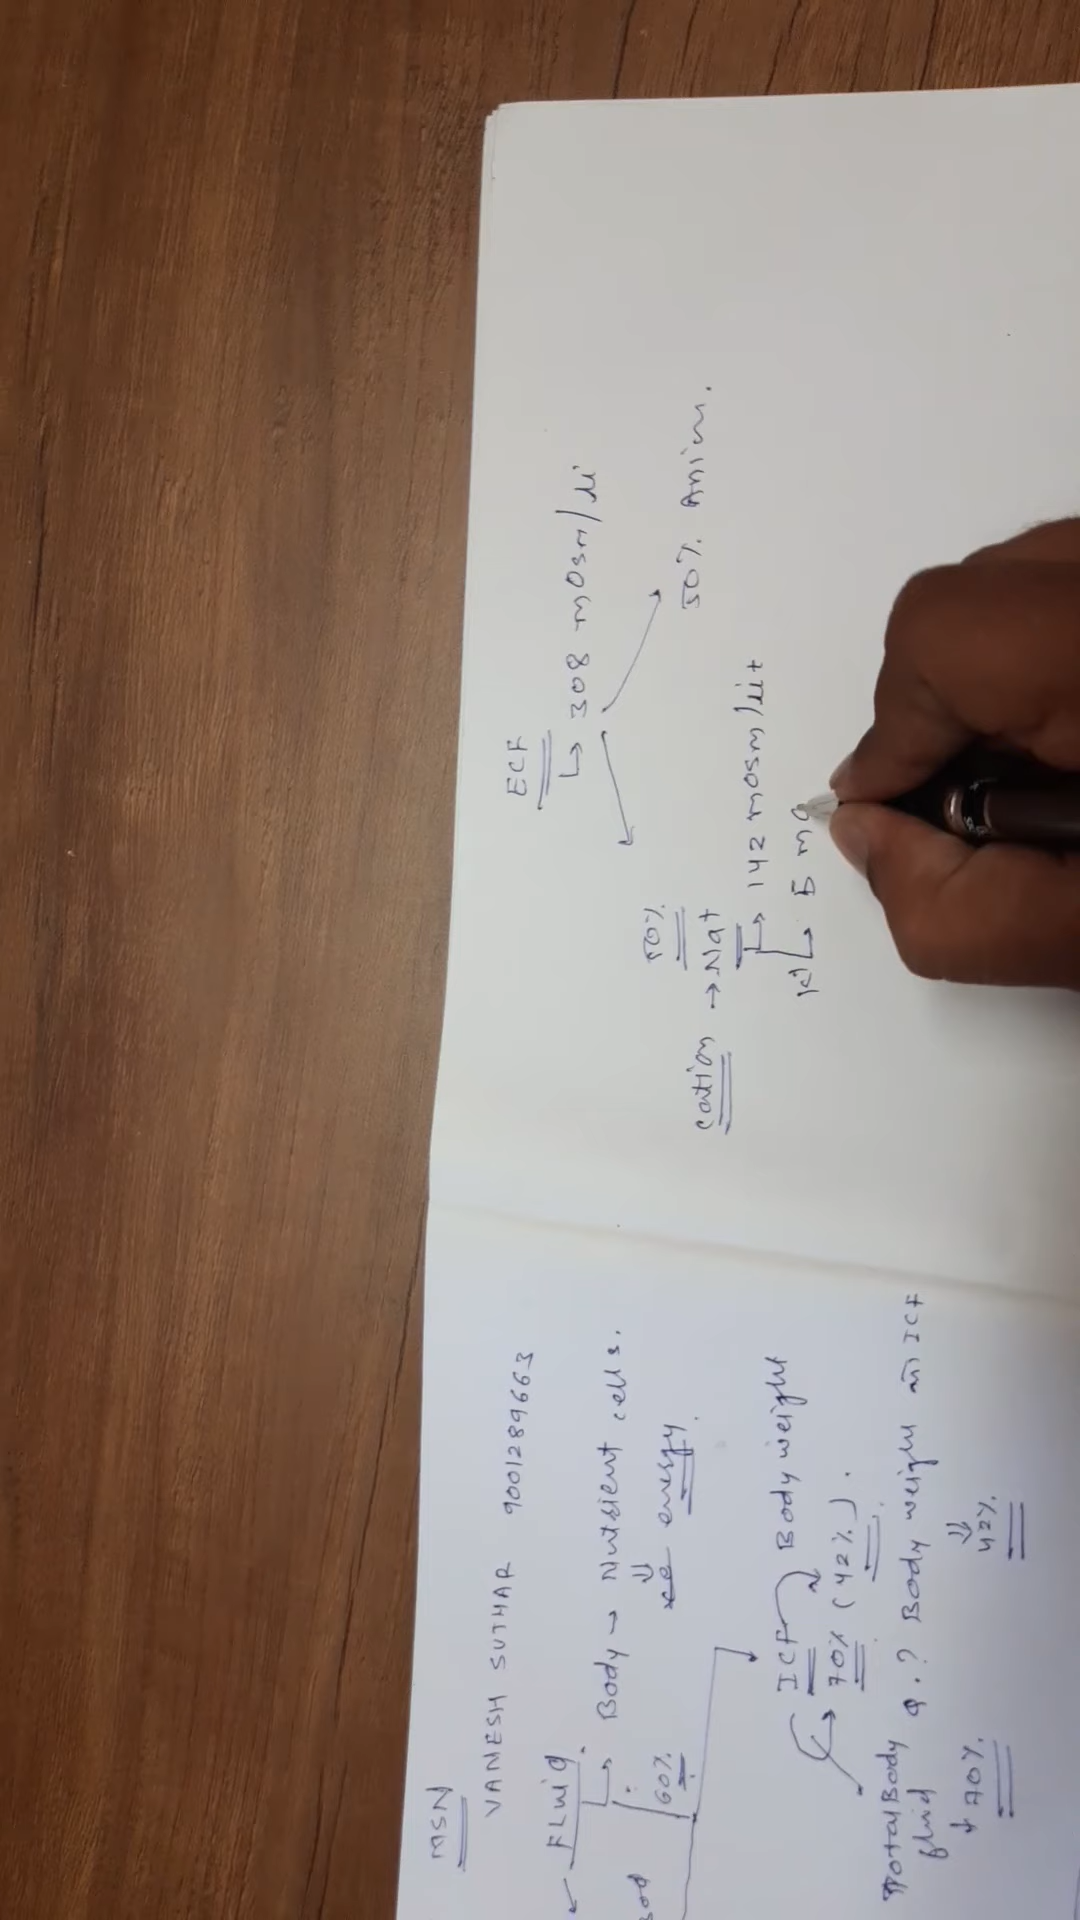 MSN
VANESH SUTHAR 9001289663
FLuid.
Body → Nutrient cells.
60%
energy.
ICF Body weight
70% (42%).
Total Body fluid
Q.? Body weight ICF
↓ 70%
⇓ 42%
ECF
↳ 308 mosm/li
50%
50% Anion.
cation → Na+
↳ 142 mosm/lit
↳ 5 mo